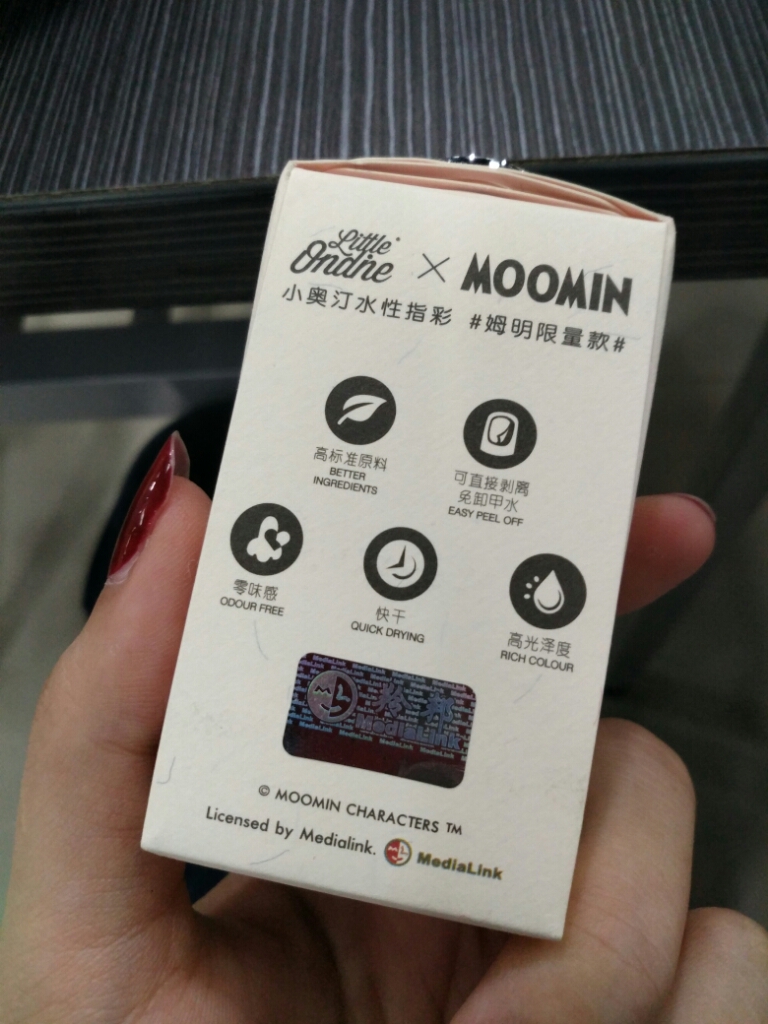 Little Ondine × MOOMIN
小奥汀水性指彩 #姆明限量款#
高标准原料
BETTER
INGREDIENTS
可直接剥离
免卸甲水
EASY PEEL OFF
零味感
ODOUR FREE
快干
QUICK DRYING
高光泽度
RICH COLOUR
拾邦
MediaLink
© MOOMIN CHARACTERS TM
Licensed by Medialink. MediaLink